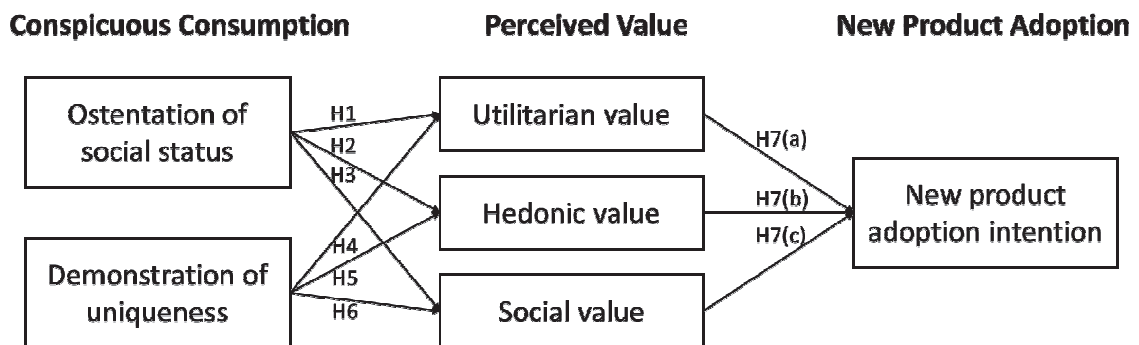 Conspicuous Consumption
Perceived Value
New Product Adoption
Ostentation of
social status
Demonstration of
uniqueness
H1
H2
H3
H4
H5
H6
Utilitarian value
Hedonic value
Social value
H7(a)
H7(b)
H7(c)
New product
adoption intention